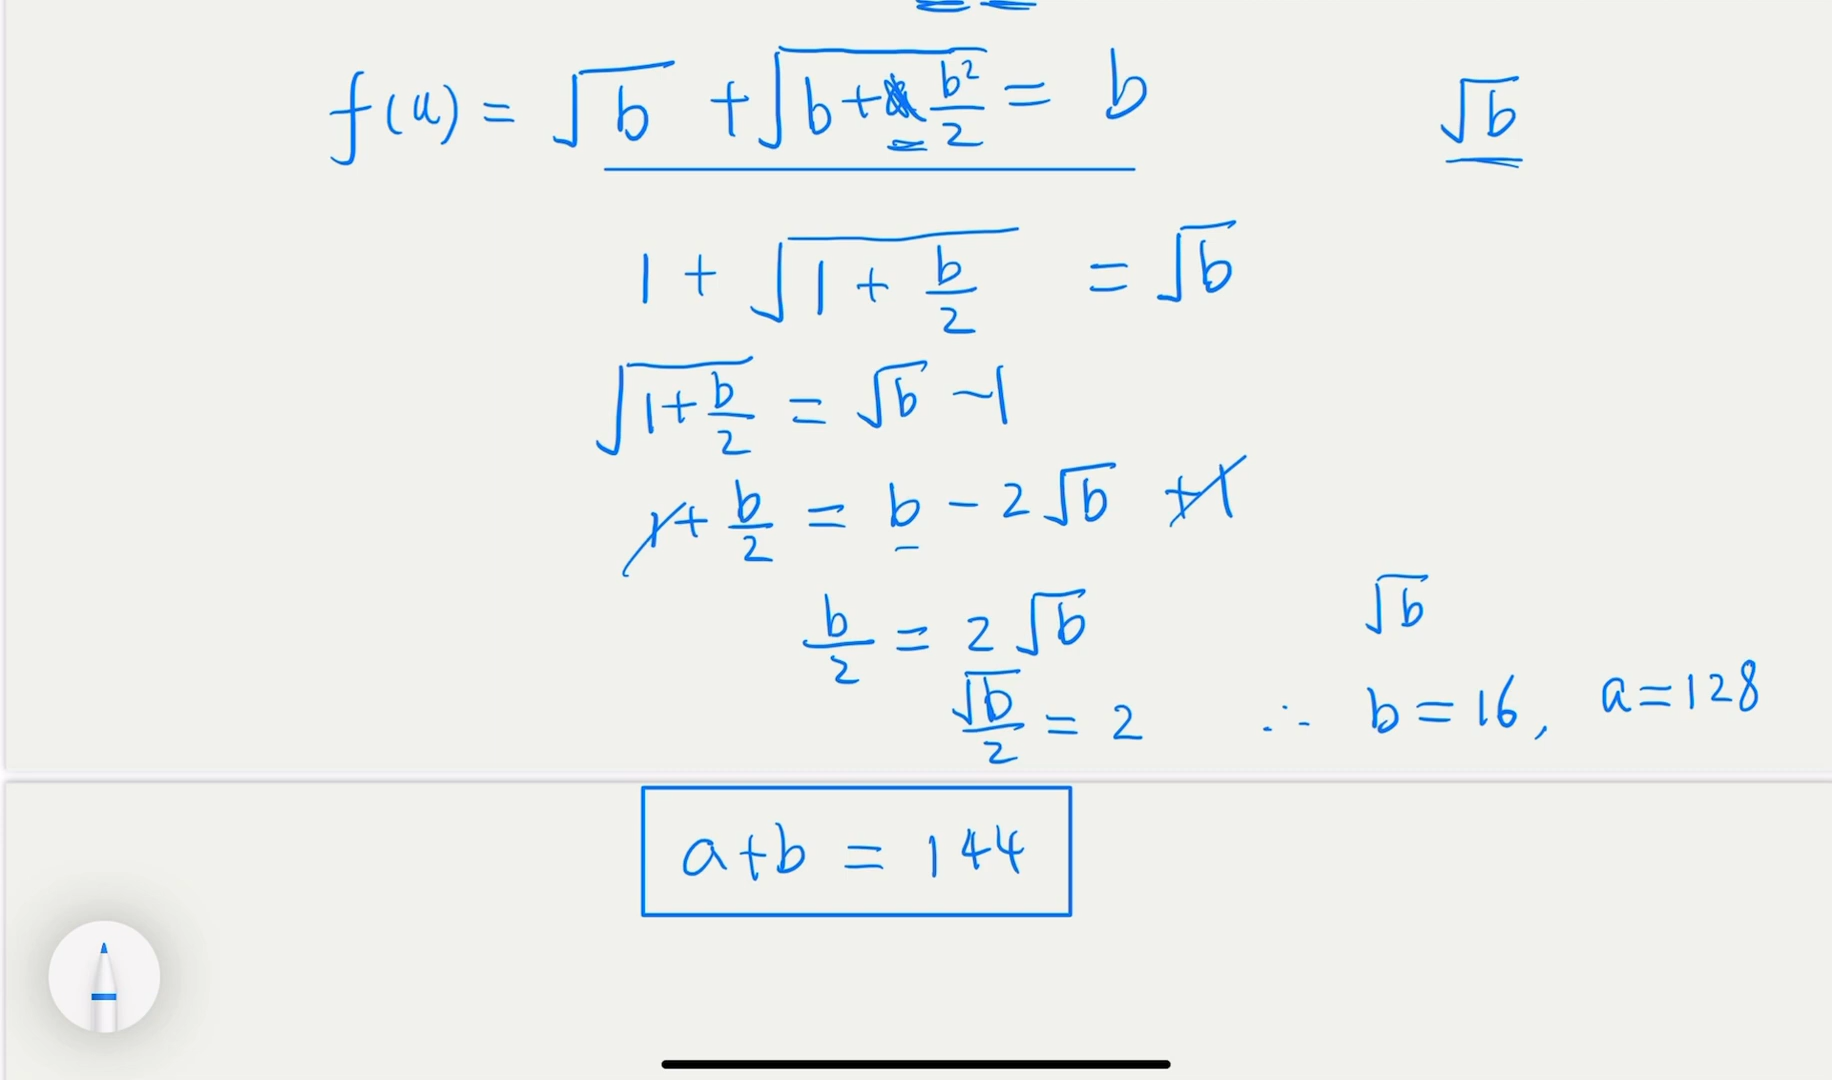 f(a) = √b + √(b + b²/2) = b
√b
1 + √(1 + b/2) = √b
√(1 + b/2) = √b - 1
1 + b/2 = b - 2√b + 1
b/2 = 2√b
√b
√b/2 = 2 ∴ b = 16, a = 128
a + b = 144